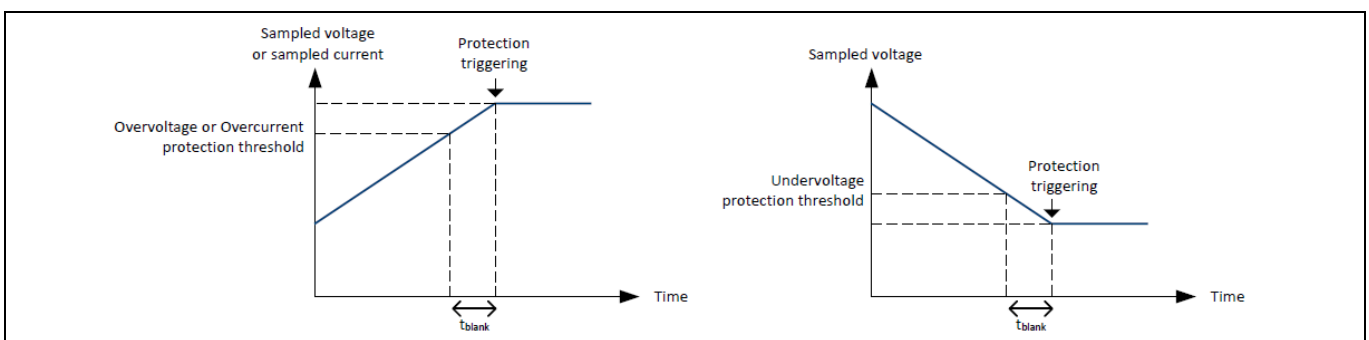 Sampled voltage
or sampled current
Protection
triggering
Overvoltage or Overcurrent
protection threshold
Time
tblank
Sampled voltage
Undervoltage
protection threshold
Protection
triggering
Time
tblank